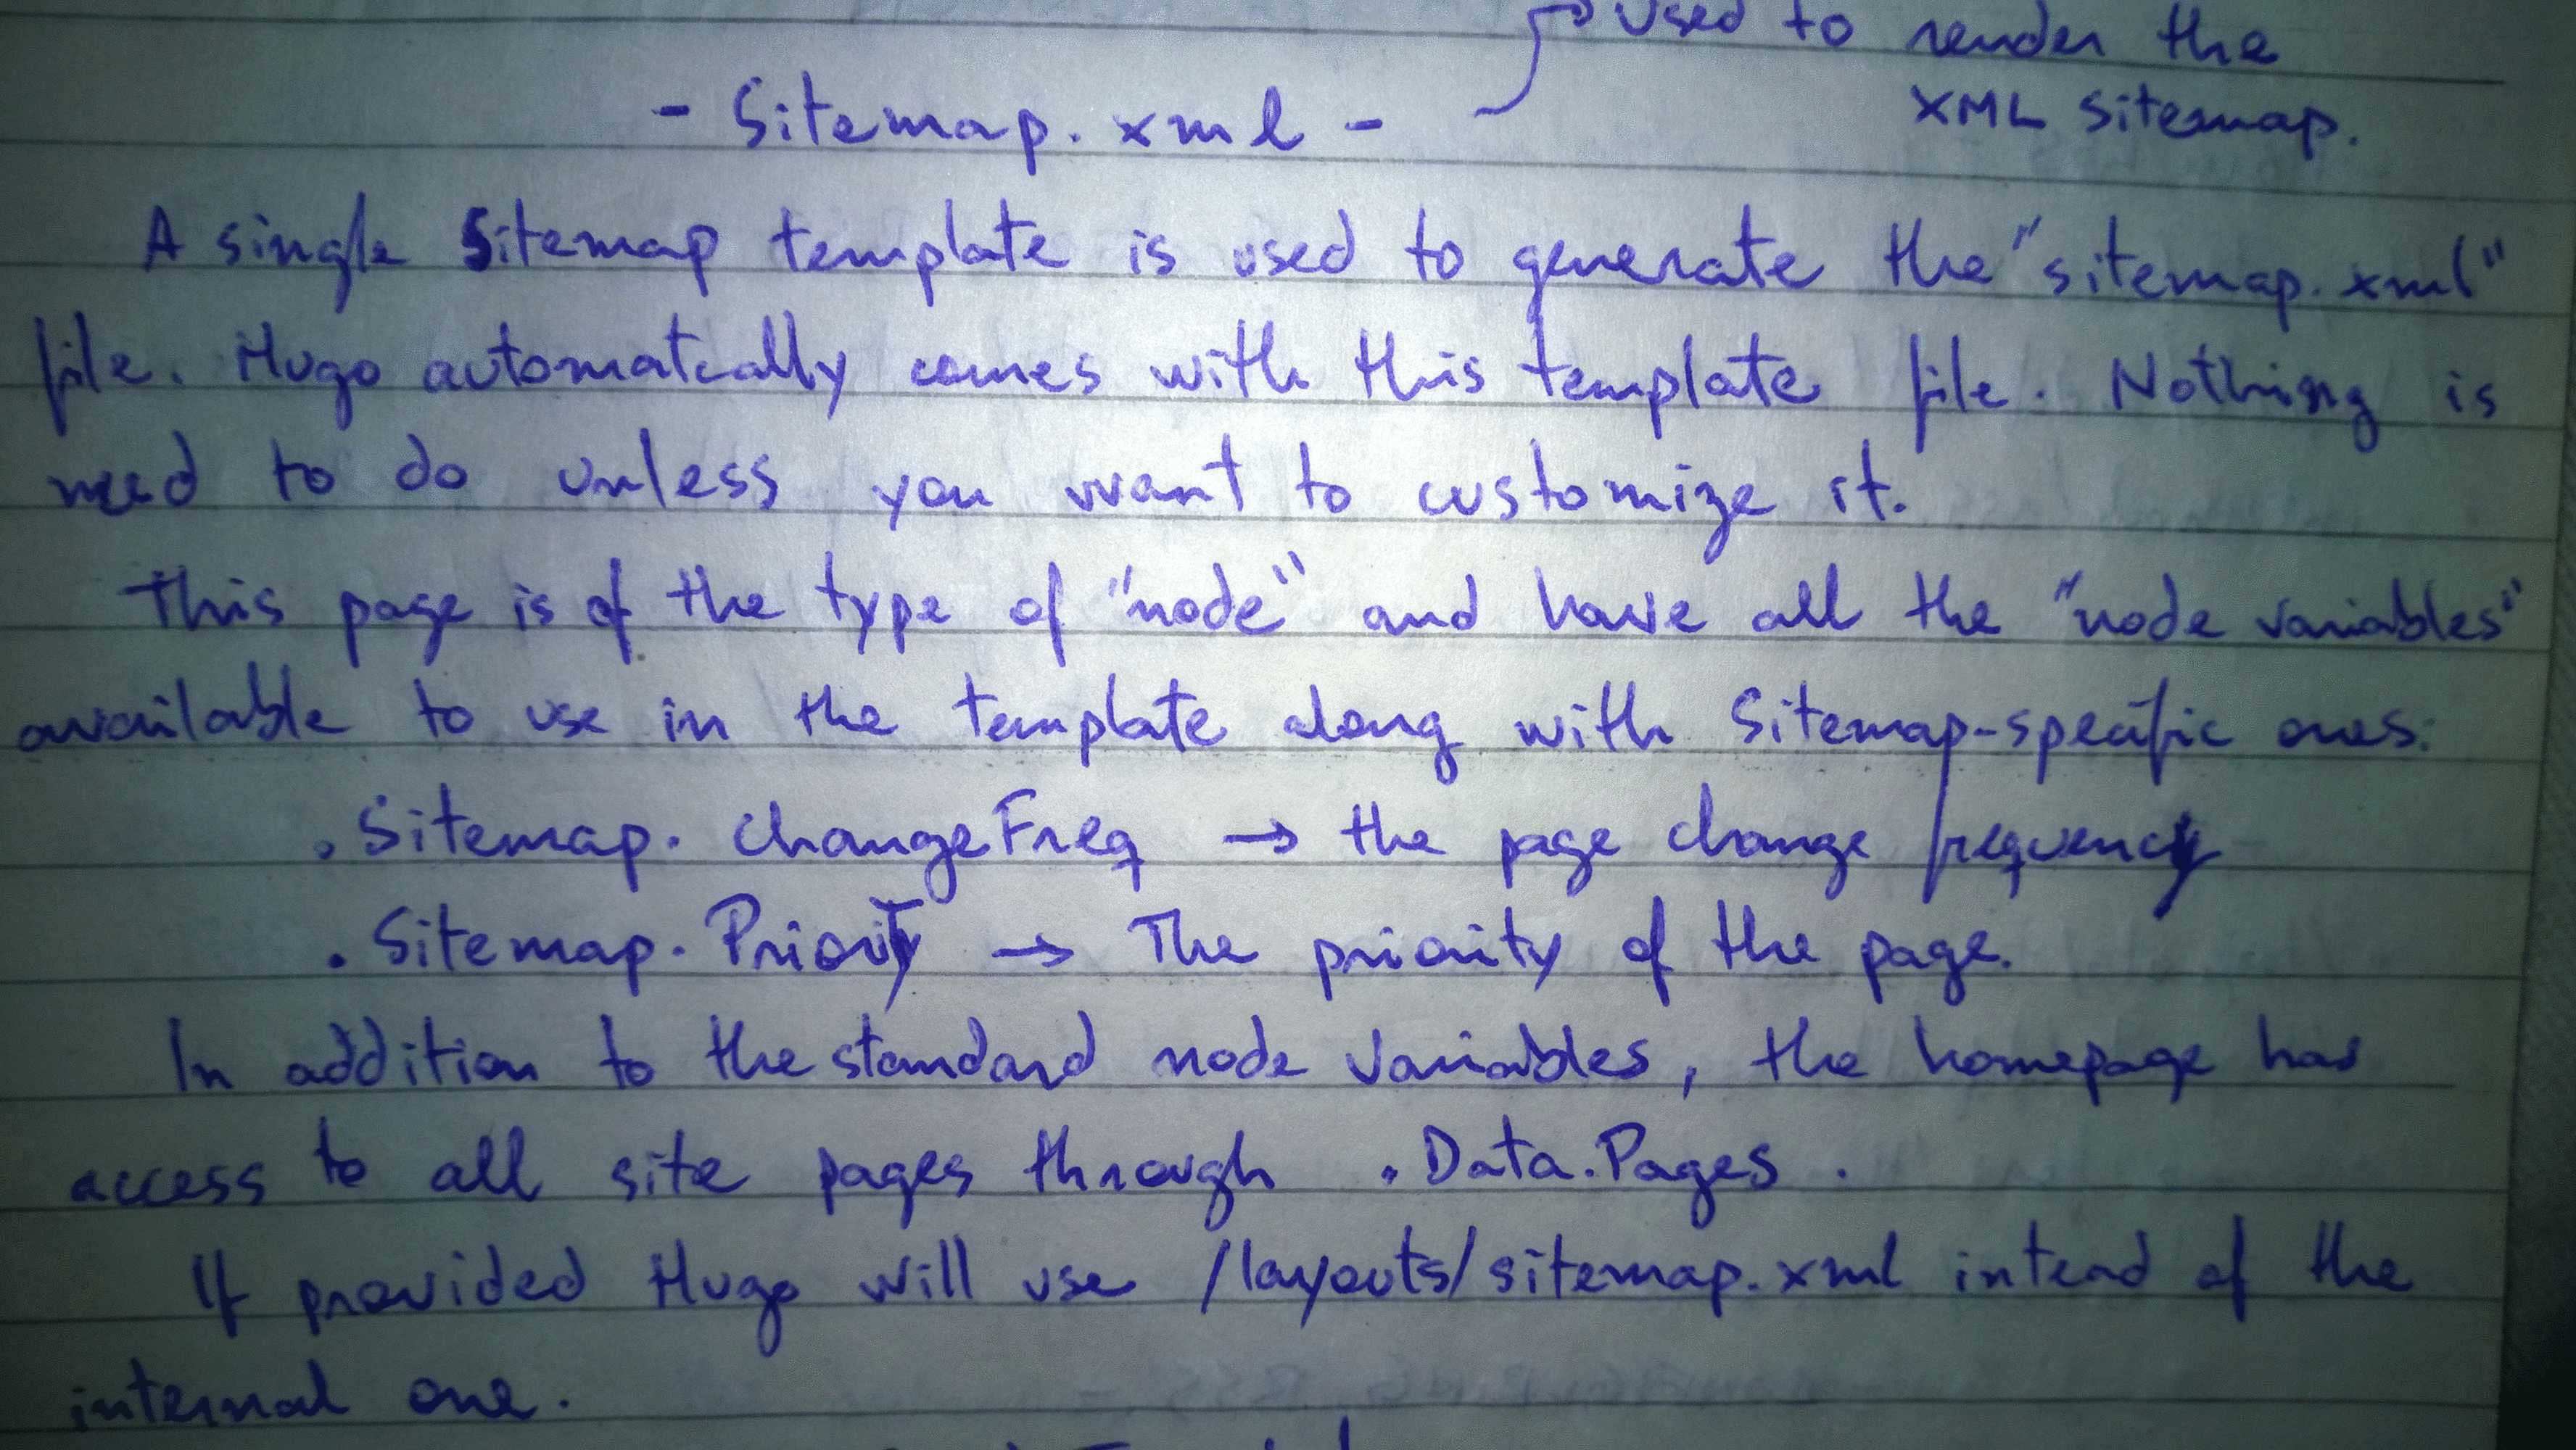 used to render the
- Sitemap.xml -
XML Sitemap.
A single Sitemap template is used to generate the "sitemap.xml"
file. Hugo automatcally comes with this template file. Nothing is
need to do unless you want to customize it.
This page is of the type of "node" and have all the "node variables"
available to use in the template along with Sitemap-specific ones:
.Sitemap.ChangeFreq → the page change frequency
.Sitemap.Priority → The priority of the page.
In addition to the standard node variables, the homepage has
access to all site pages through .Data.Pages .
If provided Hugo will use /layouts/sitemap.xml intead of the
internal one.